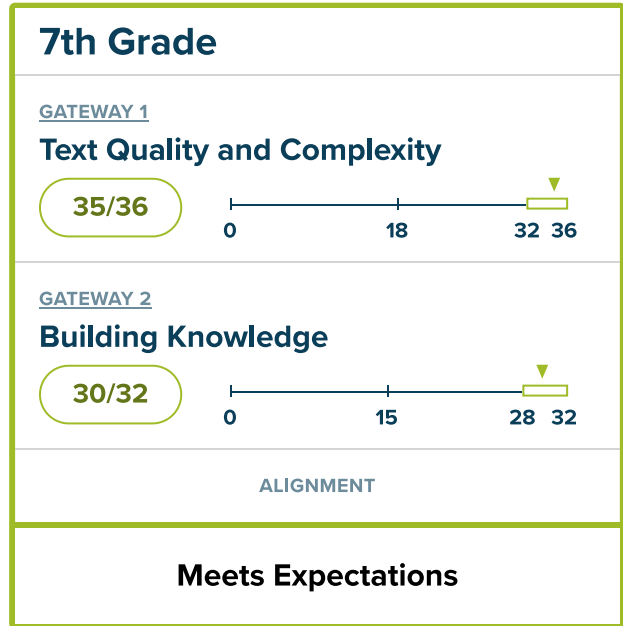 7th Grade
GATEWAY 1
Text Quality and Complexity
35/36
0 18 32 36
GATEWAY 2
Building Knowledge
30/32
0 15 28 32
ALIGNMENT
Meets Expectations